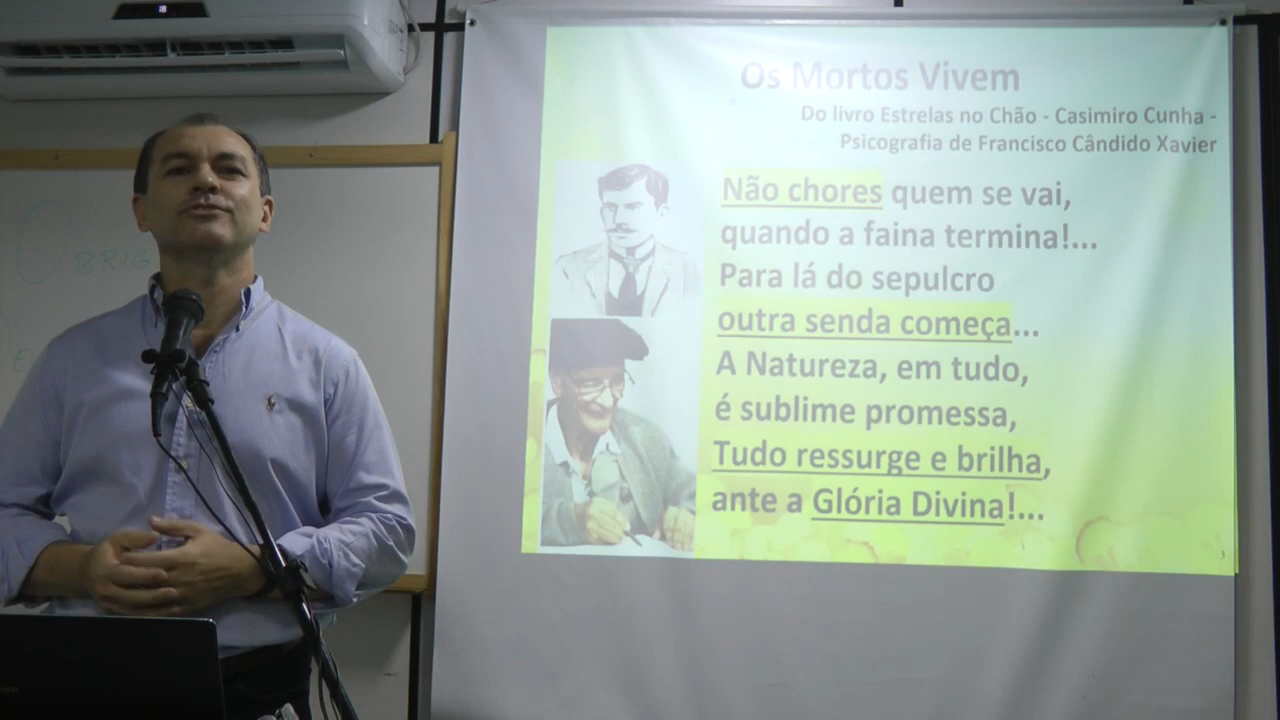 Os Mortos Vivem
Do livro Estrelas no Chão - Casimiro Cunha -
Psicografia de Francisco Cândido Xavier
Não chores quem se vai,
quando a faina termina!...
Para lá do sepulcro
outra senda começa...
A Natureza, em tudo,
é sublime promessa,
Tudo ressurge e brilha,
ante a Glória Divina!...
3
OBRIG